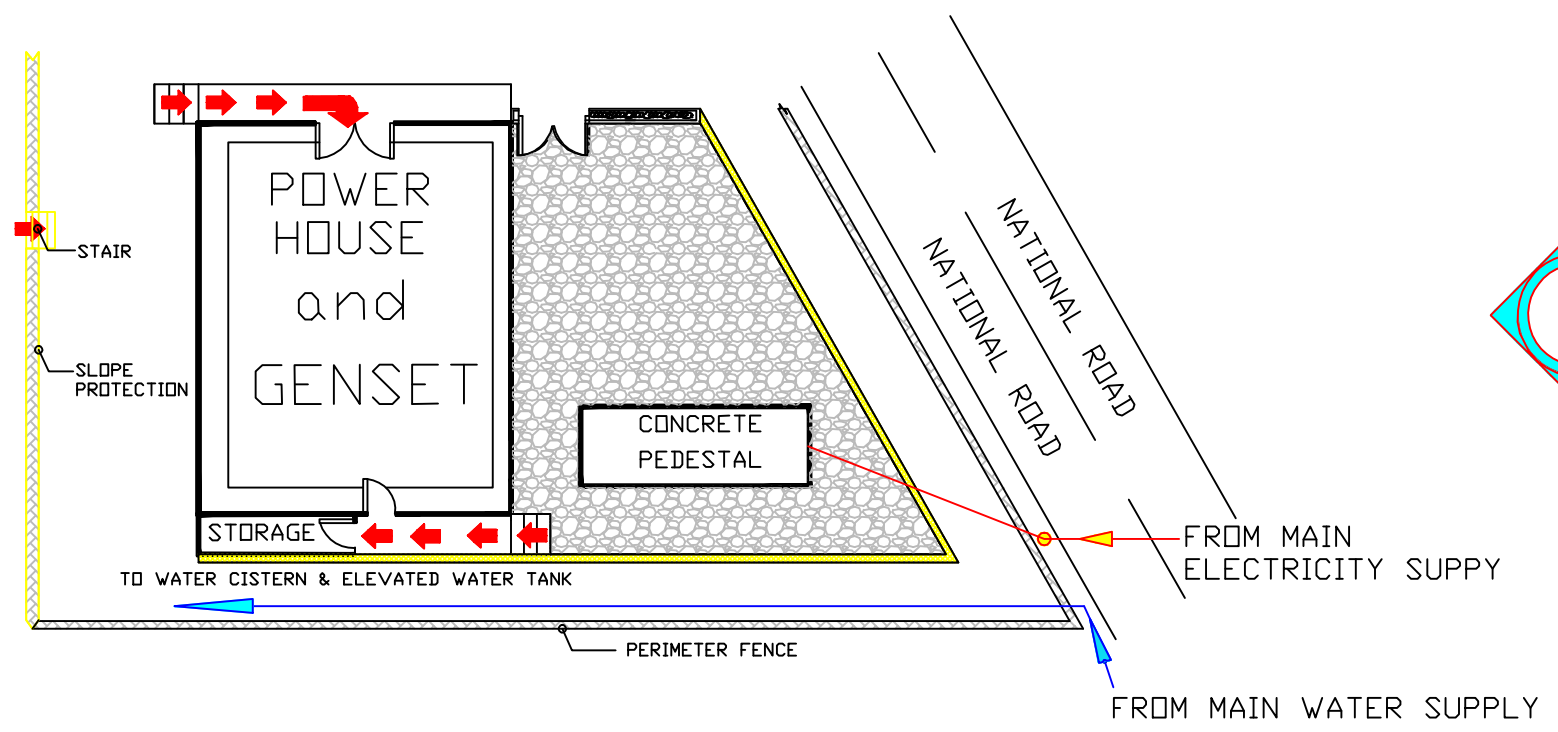 POWER
HOUSE
and
GENSET
STAIR
SLOPE
PROTECTION
NATIONAL ROAD
NATIONAL ROAD
CONCRETE
PEDESTAL
STORAGE
FROM MAIN
ELECTRICITY SUPPY
TO WATER CISTERN & ELEVATED WATER TANK
PERIMETER FENCE
FROM MAIN WATER SUPPLY